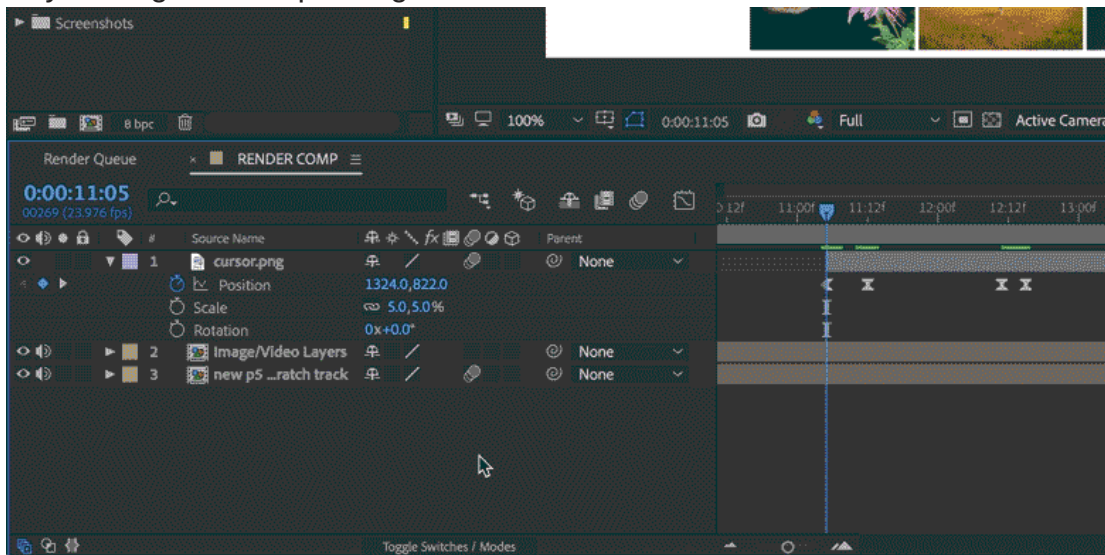 Screenshots
8 bpc
100%
0:00:11:05
Full
Active Camera
Render Queue
× RENDER COMP
0:00:11:05
00269 (23.976 fps)
12f 11:00f 11:12f 12:00f 12:12f 13:00f
# Source Name fx Parent
1 cursor.png None
Position 1324.0,822.0
Scale 5.0,5.0%
Rotation 0x+0.0°
2 Image/Video Layers None
3 new p5 ...ratch track None
Toggle Switches / Modes